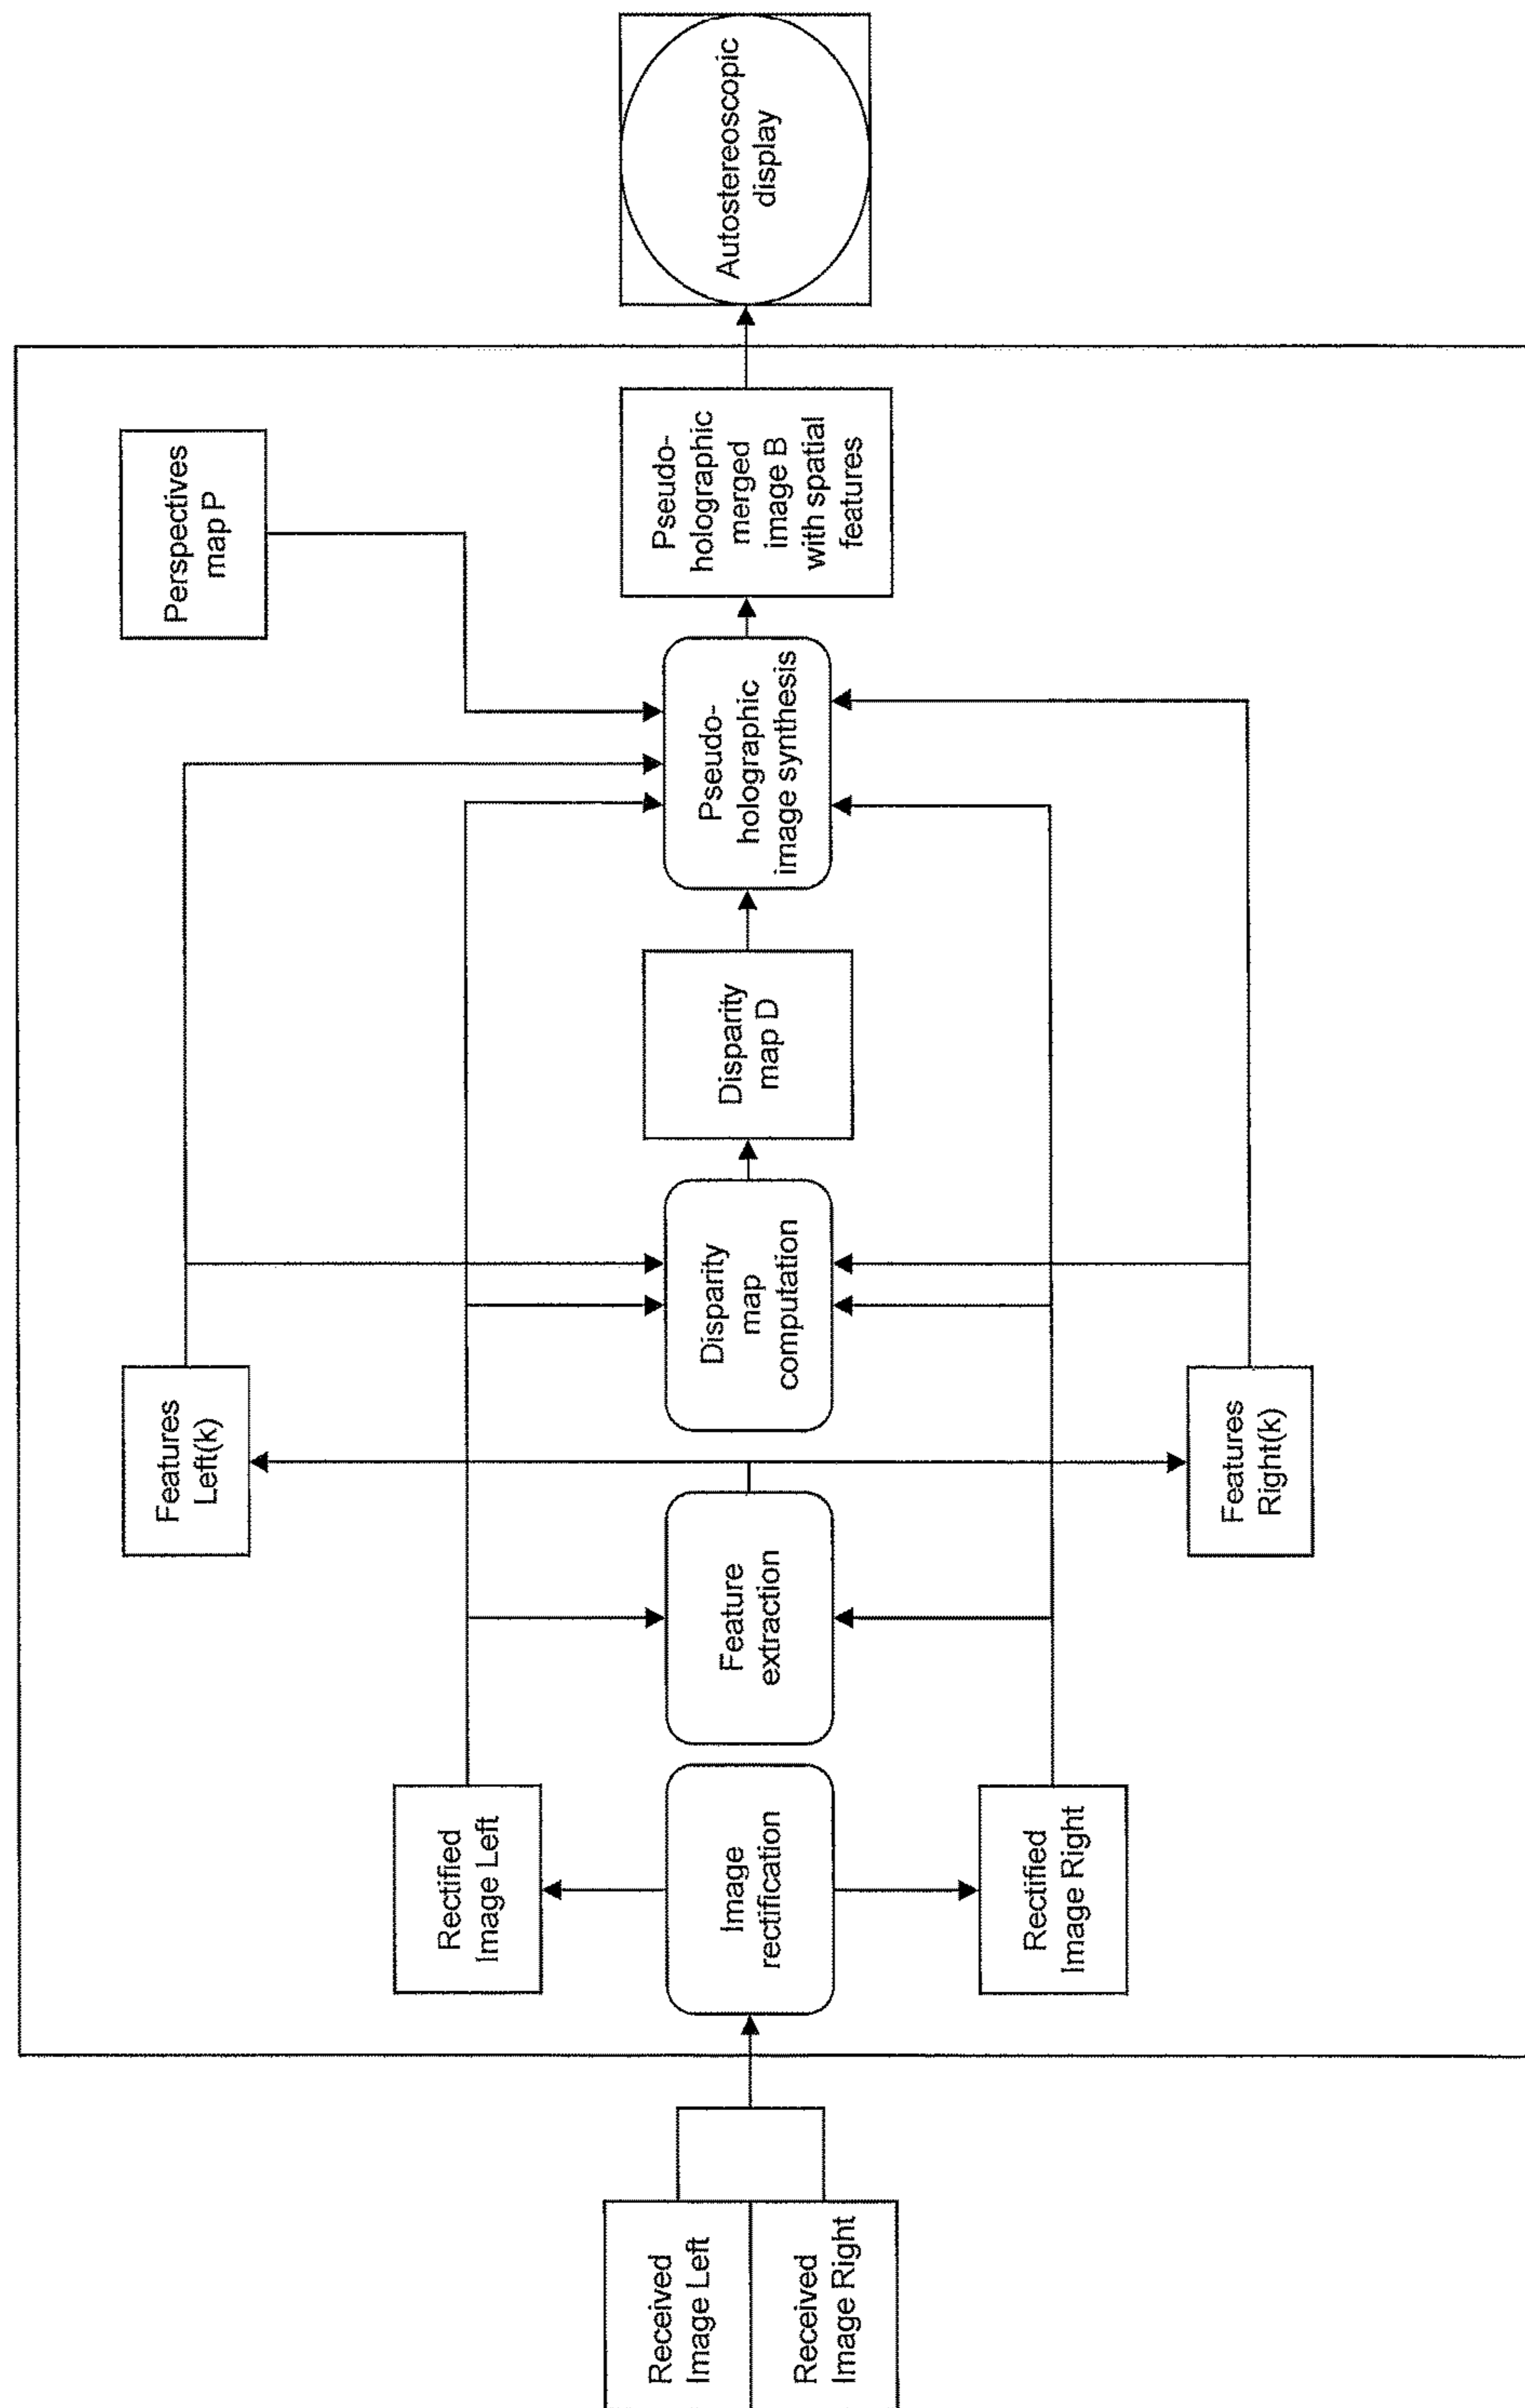 Received
Image Left
Received
Image Right
Image
rectification
Rectified
Image Left
Rectified
Image Right
Feature
extraction
Features
Left(k)
Features
Right(k)
Disparity
map
computation
Disparity
map D
Pseudo-
holographic
image synthesis
Perspectives
map P
Pseudo-
holographic
merged
image B
with spatial
features
Autostereoscopic
display